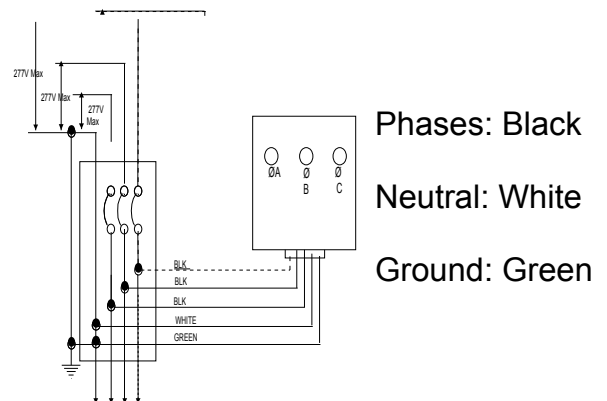 277V Max
277V Max
277V
Max
ØA
Ø
B
Ø
C
Phases: Black
Neutral: White
Ground: Green
BLK
BLK
BLK
WHITE
GREEN